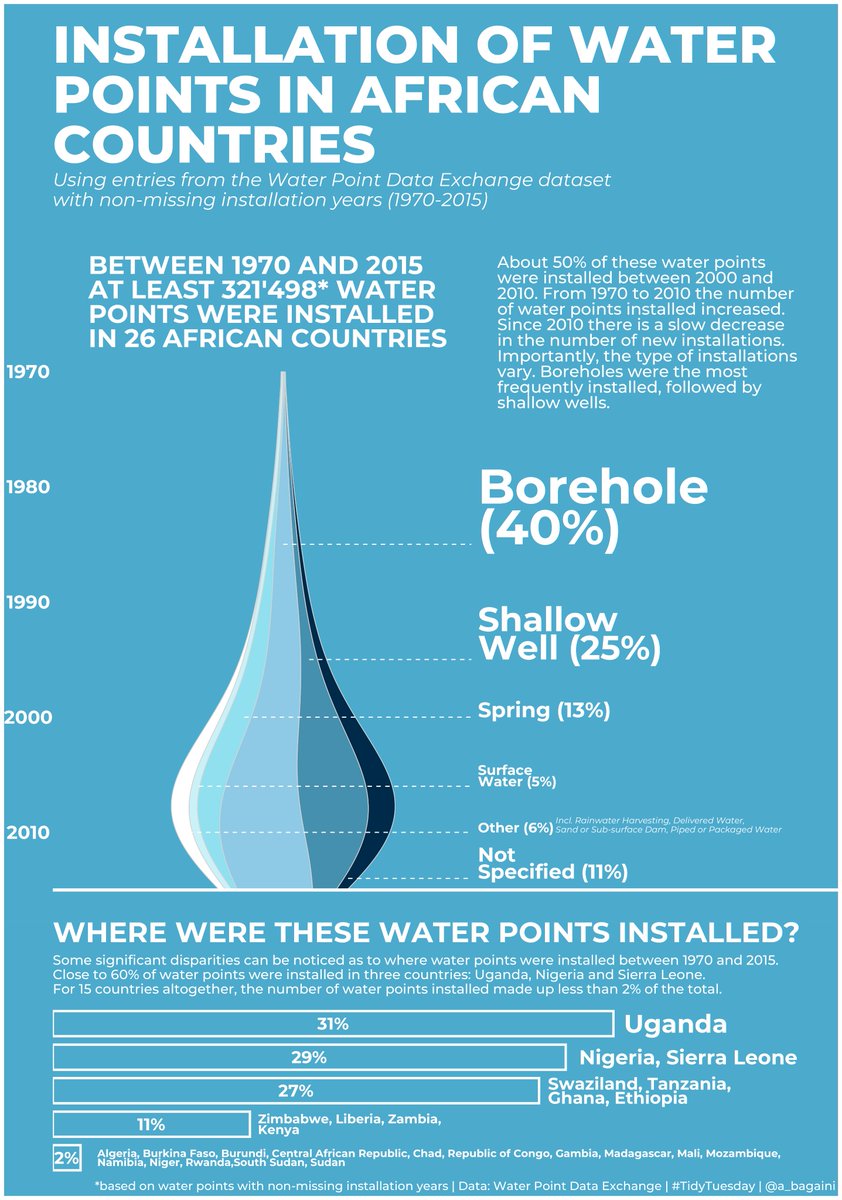 INSTALLATION OF WATER
POINTS IN AFRICAN
COUNTRIES
Using entries from the Water Point Data Exchange dataset
with non-missing installation years (1970-2015)
BETWEEN 1970 AND 2015
AT LEAST 321'498* WATER
POINTS WERE INSTALLED
IN 26 AFRICAN COUNTRIES
About 50% of these water points
were installed between 2000 and
2010. From 1970 to 2010 the number
of water points installed increased.
Since 2010 there is a slow decrease
in the number of new installations.
Importantly, the type of installations
vary. Boreholes were the most
frequently installed, followed by
shallow wells.
1970
1980
1990
2000
2010
Borehole
(40%)
Shallow
Well (25%)
Spring (13%)
Surface
Water (5%)
Other (6%) Incl. Rainwater Harvesting, Delivered Water,
Sand or Sub-surface Dam, Piped or Packaged Water
Not
Specified (11%)
WHERE WERE THESE WATER POINTS INSTALLED?
Some significant disparities can be noticed as to where water points were installed between 1970 and 2015.
Close to 60% of water points were installed in three countries: Uganda, Nigeria and Sierra Leone.
For 15 countries altogether, the number of water points installed made up less than 2% of the total.
31% Uganda
29% Nigeria, Sierra Leone
27% Swaziland, Tanzania,
Ghana, Ethiopia
11% Zimbabwe, Liberia, Zambia,
Kenya
2% Algeria, Burkina Faso, Burundi, Central African Republic, Chad, Republic of Congo, Gambia, Madagascar, Mali, Mozambique,
Namibia, Niger, Rwanda,South Sudan, Sudan
*based on water points with non-missing installation years | Data: Water Point Data Exchange | #TidyTuesday | @a_bagaini